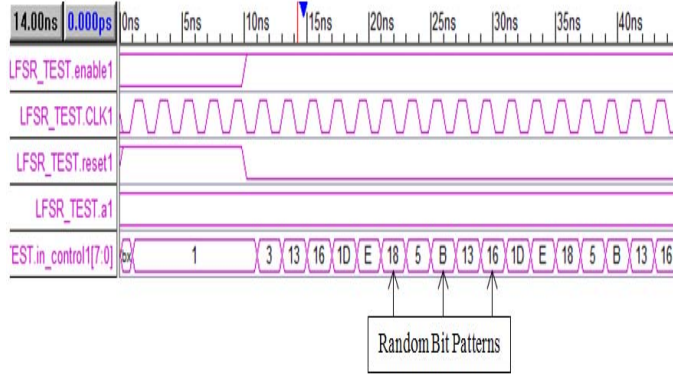 14.00ns 0.000ps 0ns 5ns 10ns 15ns 20ns 25ns 30ns 35ns 40ns
LFSR_TEST.enable1
LFSR_TEST.CLK1
LFSR_TEST.reset1
LFSR_TEST.a1
TEST.in_control1[7:0] bx 1 3 13 16 1D E 18 5 B 13 16 1D E 18 5 B 13 16
Random Bit Patterns